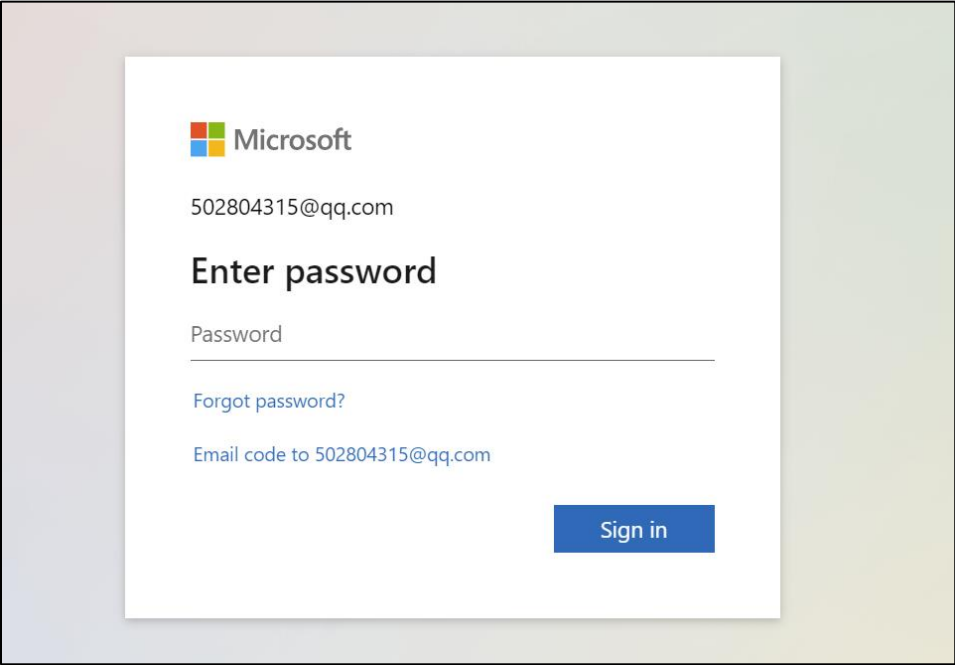 Microsoft
502804315@qq.com
Enter password
Password
Forgot password?
Email code to 502804315@qq.com
Sign in